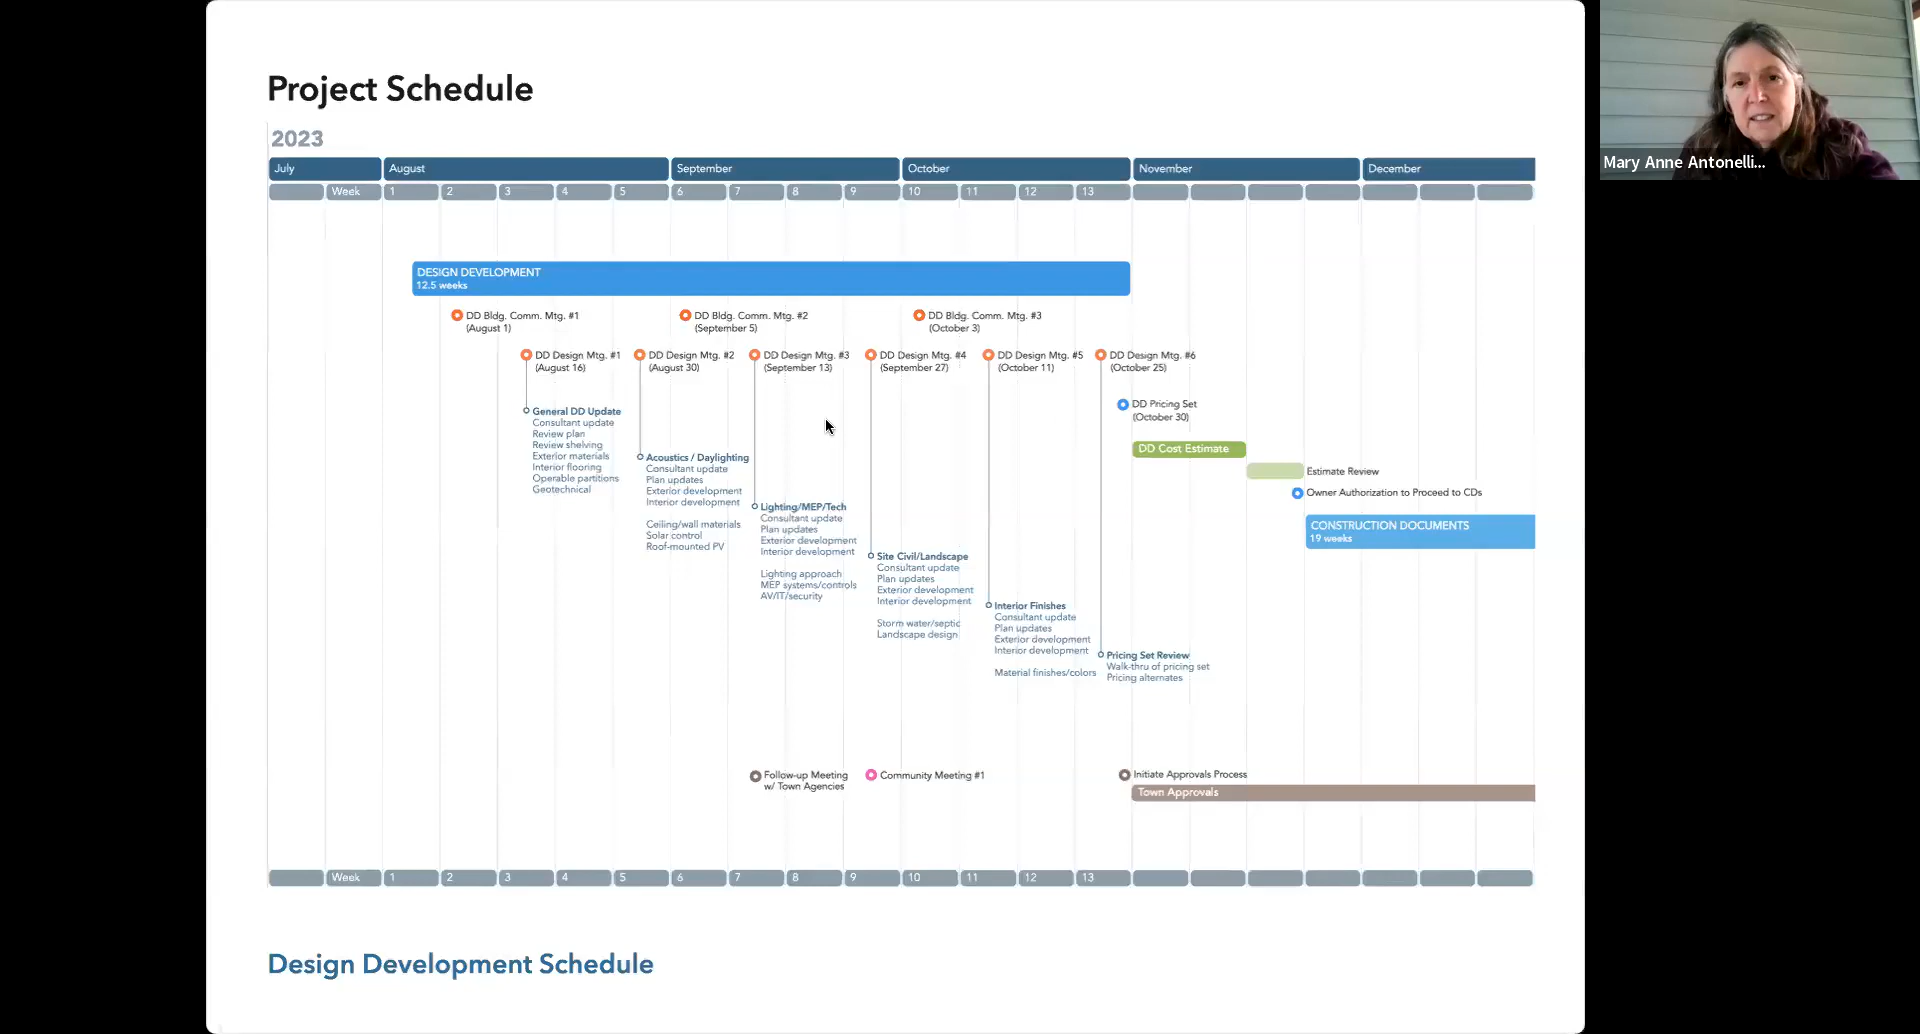 Project Schedule
2023
July August September October November December
Week 1 2 3 4 5 6 7 8 9 10 11 12 13
DESIGN DEVELOPMENT
12.5 weeks
DD Bldg. Comm. Mtg. #1
(August 1)
DD Bldg. Comm. Mtg. #2
(September 5)
DD Bldg. Comm. Mtg. #3
(October 3)
DD Design Mtg. #1
(August 16)
DD Design Mtg. #2
(August 30)
DD Design Mtg. #3
(September 13)
DD Design Mtg. #4
(September 27)
DD Design Mtg. #5
(October 11)
DD Design Mtg. #6
(October 25)
General DD Update
Consultant update
Review plan
Review shelving
Exterior materials
Interior flooring
Operable partitions
Geotechnical
Acoustics / Daylighting
Consultant update
Plan updates
Exterior development
Interior development
Ceiling/wall materials
Solar control
Roof-mounted PV
Lighting/MEP/Tech
Consultant update
Plan updates
Exterior development
Interior development
Lighting approach
MEP systems/controls
AV/IT/security
Site Civil/Landscape
Consultant update
Plan updates
Exterior development
Interior development
Storm water/septic
Landscape design
Interior Finishes
Consultant update
Plan updates
Exterior development
Interior development
Material finishes/colors
Pricing Set Review
Walk-thru of pricing set
Pricing alternates
DD Pricing Set
(October 30)
DD Cost Estimate
Estimate Review
Owner Authorization to Proceed to CDs
CONSTRUCTION DOCUMENTS
19 weeks
Follow-up Meeting
w/ Town Agencies
Community Meeting #1
Initiate Approvals Process
Town Approvals
Week 1 2 3 4 5 6 7 8 9 10 11 12 13
Design Development Schedule
Mary Anne Antonelli...